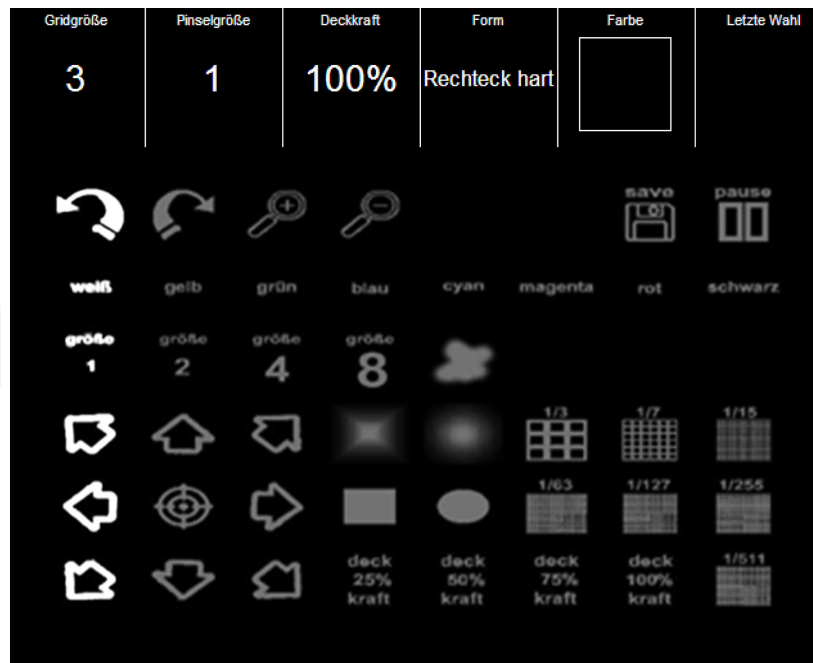 Gridgröße Pinselgröße Deckkraft Form Farbe Letzte Wahl
3 1 100% Rechteck hart
save pause
weiß gelb grün blau cyan magenta rot schwarz
größe größe größe größe
1 2 4 8
1/3 1/7 1/15
1/63 1/127 1/255
deck deck deck deck 1/511
25% 50% 75% 100%
kraft kraft kraft kraft